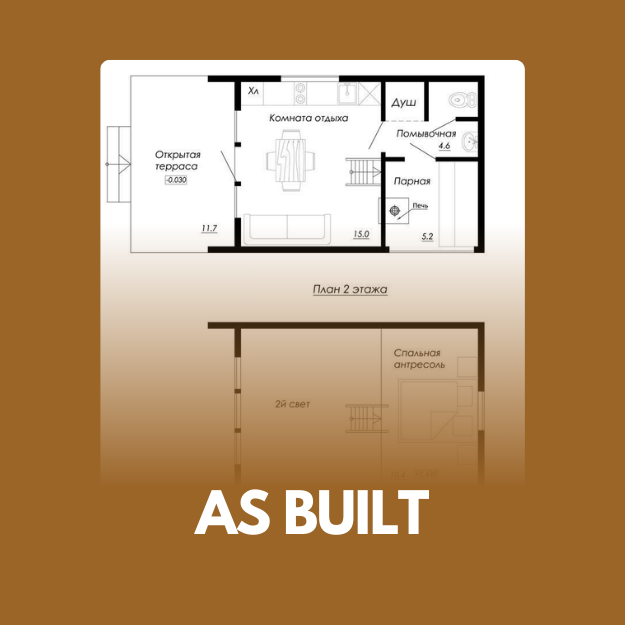 Хл
Душ
Комната отдыха
Помывочная
4.6
Открытая
терраса
-0.030
Парная
Печь
11.7
15.0
5.2
План 2 этажа
Спальная
антресоль
2й свет
AS BUILT